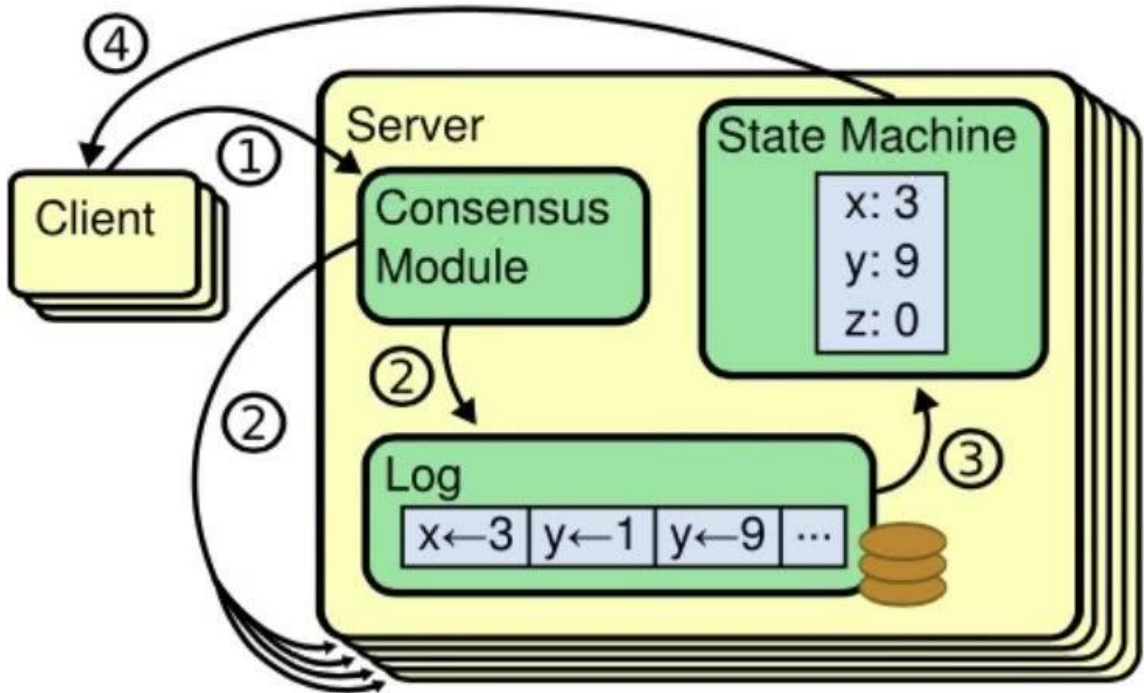 ④
①
Server
State Machine
Client
Consensus
Module
x: 3
y: 9
z: 0
②
②
③
Log
x←3 y←1 y←9 ...